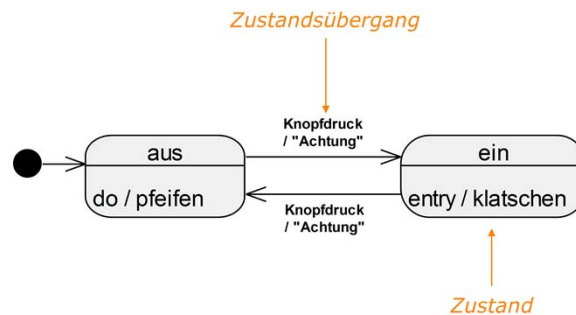 Zustandsübergang
Knopfdruck
/ "Achtung"
aus
ein
do / pfeifen
entry / klatschen
Knopfdruck
/ "Achtung"
Zustand